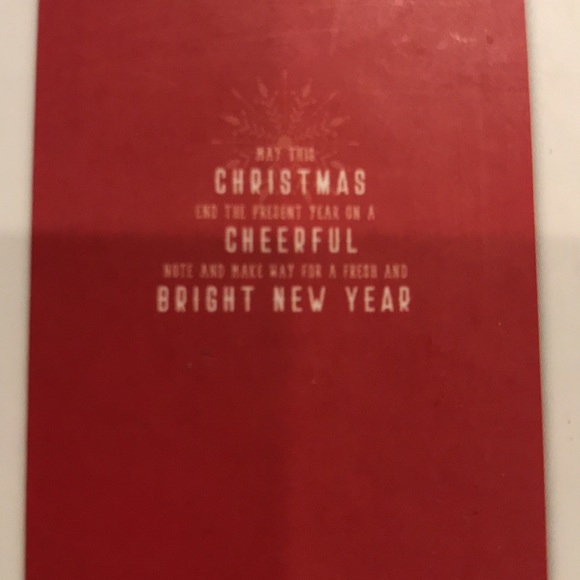 MAY THIS
CHRISTMAS
END THE PRESENT YEAR ON A
CHEERFUL
NOTE AND MAKE WAY FOR A FRESH AND
BRIGHT NEW YEAR